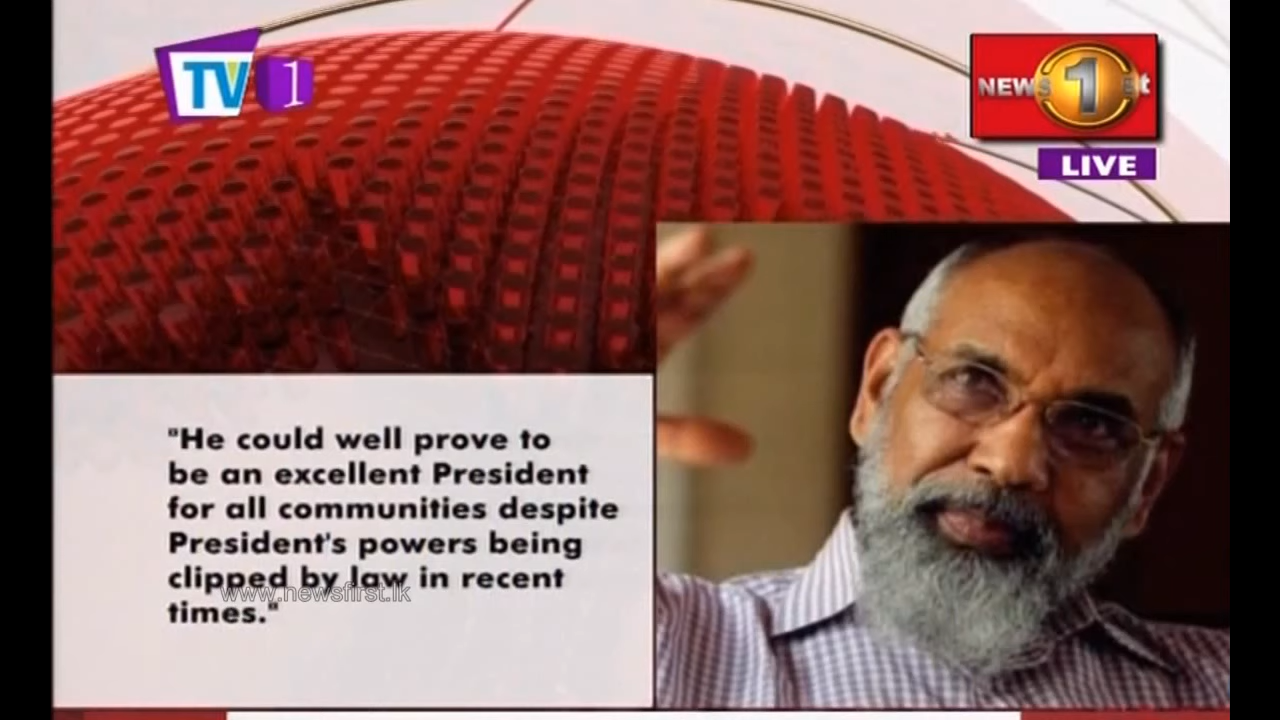 TV 1
NEWS 1st
LIVE
"He could well prove to
be an excellent President
for all communities despite
President's powers being
clipped by law in recent
www.newsfirst.lk
times."